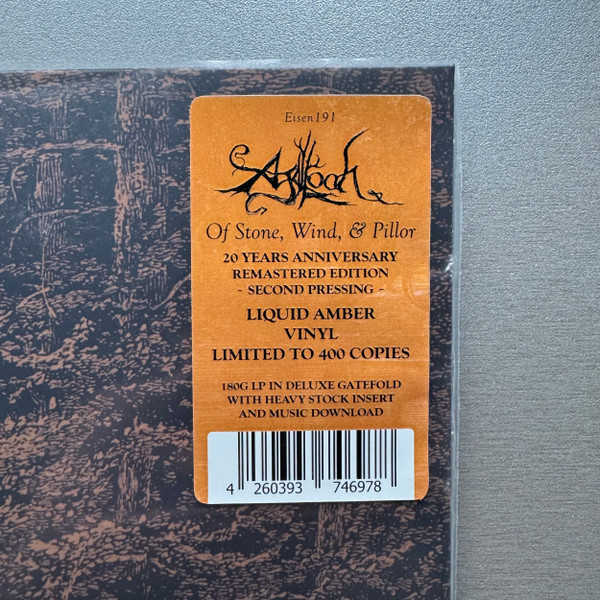 Eisen191
Agalloch
Of Stone, Wind, & Pillor
20 YEARS ANNIVERSARY
REMASTERED EDITION
~ SECOND PRESSING ~
LIQUID AMBER
VINYL
LIMITED TO 400 COPIES
180G LP IN DELUXE GATEFOLD
WITH HEAVY STOCK INSERT
AND MUSIC DOWNLOAD
4 260393 746978